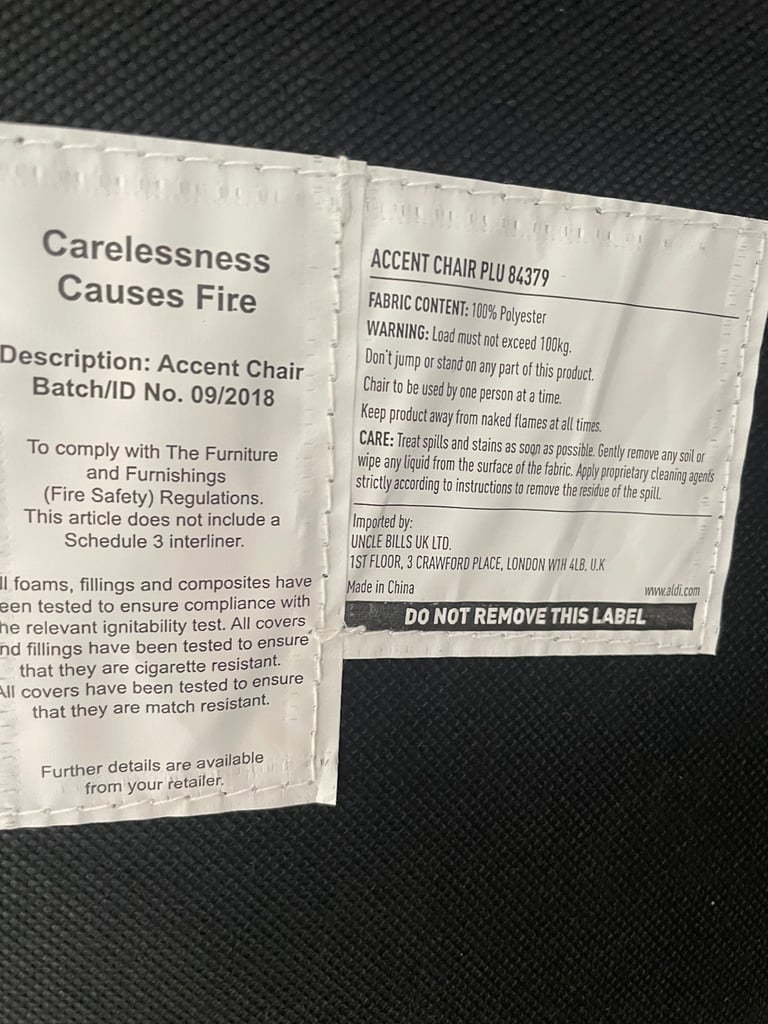 Carelessness
Causes Fire
Description: Accent Chair
Batch/ID No. 09/2018
To comply with The Furniture
and Furnishings
(Fire Safety) Regulations.
This article does not include a
Schedule 3 interliner.
ll foams, fillings and composites have
een tested to ensure compliance with
he relevant ignitability test. All covers
nd fillings have been tested to ensure
that they are cigarette resistant.
All covers have been tested to ensure
that they are match resistant.
Further details are available
from your retailer.
ACCENT CHAIR PLU 84379
FABRIC CONTENT: 100% Polyester
WARNING: Load must not exceed 100kg.
Don't jump or stand on any part of this product.
Chair to be used by one person at a time.
Keep product away from naked flames at all times.
CARE: Treat spills and stains as soon as possible. Gently remove any soil or
wipe any liquid from the surface of the fabric. Apply proprietary cleaning agents
strictly according to instructions to remove the residue of the spill.
Imported by:
UNCLE BILLS UK LTD.
1ST FLOOR, 3 CRAWFORD PLACE, LONDON W1H 4LB, U.K
Made in China
www.aldi.com
DO NOT REMOVE THIS LABEL